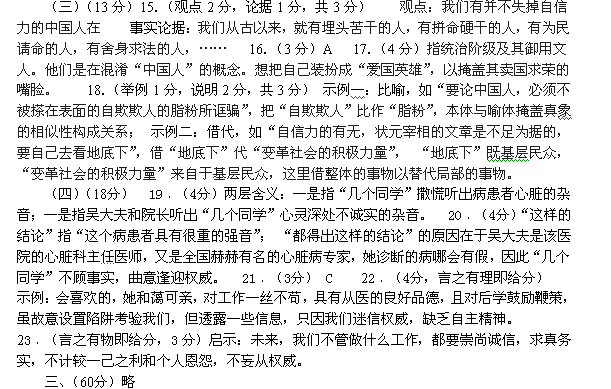 (三)(13分)15.(观点2分，论据1分，共3分)　　观点：我们有并不失掉自信
力的中国人在　　事实论据：我们从古以来，就有埋头苦干的人，有拼命硬干的人，有为民
请命的人，有舍身求法的人，……　　16.(3分)A　　17.(4分)指统治阶级及其御用文
人。他们是在混淆“中国人”的概念。想把自己装扮成“爱国英雄”，以掩盖其卖国求荣的
嘴脸。　　18.(举例1分，说明2分，共3分) 示例一：比喻，如“要论中国人，必须不
被搽在表面的自欺欺人的脂粉所诓骗”，把“自欺欺人”比作“脂粉”，本体与喻体掩盖真象
的相似性构成关系； 示例二：借代，如“自信力的有无，状元宰相的文章是不足为据的，
要自己去看地底下”，借“地底下”代“变革社会的积极力量”，　“地底下”既基层民众，
“变革社会的积极力量”来自于基层民众，这里借整体的事物以替代局部的事物。
(四)(18分)　19.(4分)两层含义：一是指“几个同学”撒慌听出病患者心脏的杂
音；一是指吴大夫和院长听出“几个同学”心灵深处不诚实的杂音。　20.(4分)“这样的
结论”指“这个病患者具有很重的强音”； “都得出这样的结论”的原因在于吴大夫是该医
院的心脏科主任医师，又是全国赫赫有名的心脏病专家，她诊断的病哪会有假，因此“几个
同学”不顾事实，曲意逢迎权威。　21.(3分) C　　22.(4分，言之有理即给分)
示例：会喜欢的，她和蔼可亲，对工作一丝不苟，具有从医的良好品德，且对后学鼓励鞭策，
虽故意设置陷阱考验我们，但透露一些信息，只因我们迷信权威，缺乏自主精神。
23.(言之有物即给分，3分)启示：未来，我们不管做什么工作，都要崇尚诚信，求真务
实，不计较一己之利和个人恩怨，不妄从权威。
三、(60分)略